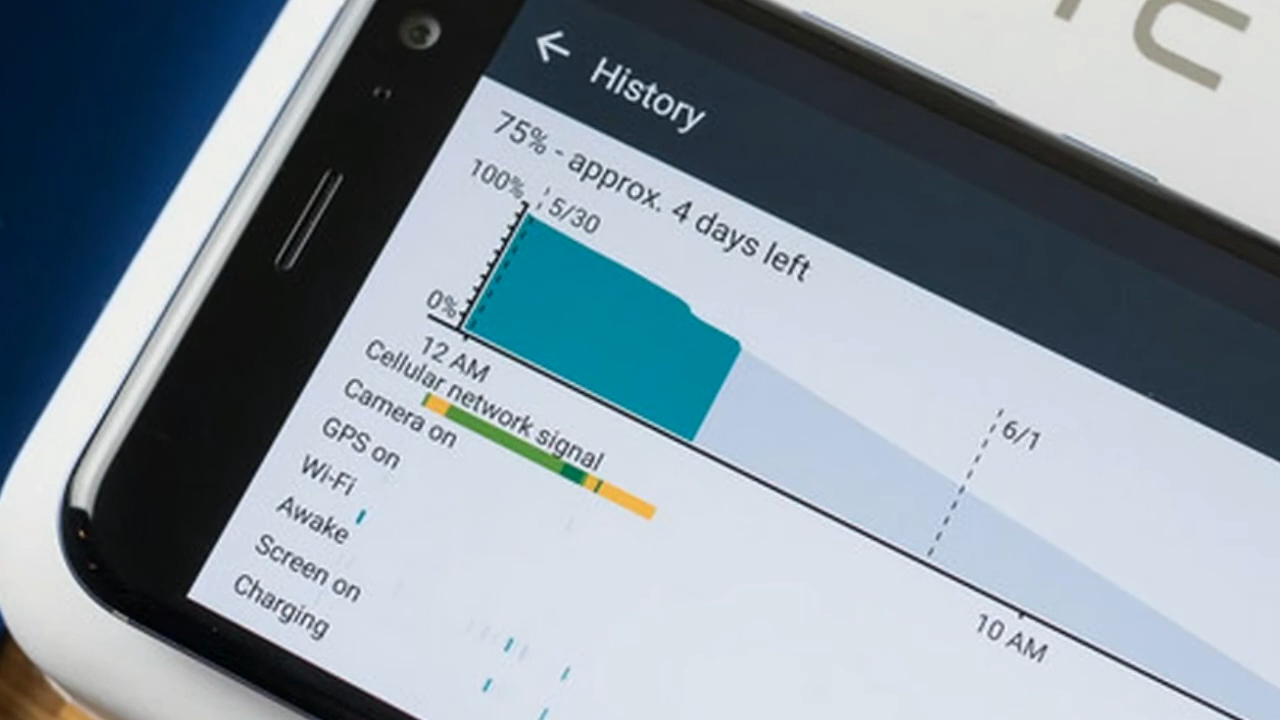 History
75% - approx. 4 days left
100%
5/30
0%
12 AM
6/1
10 AM
Cellular network signal
Camera on
GPS on
Wi-Fi
Awake
Screen on
Charging